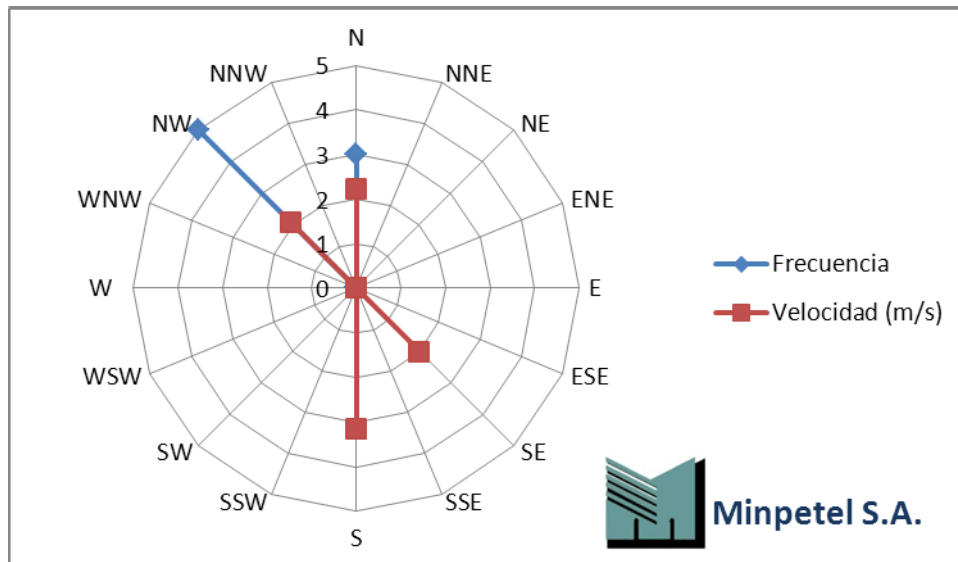 N
NNE
NE
ENE
E
ESE
SE
SSE
S
SSW
SW
WSW
W
WNW
NW
NNW
5
4
3
2
1
0
Frecuencia
Velocidad (m/s)
Minpetel S.A.